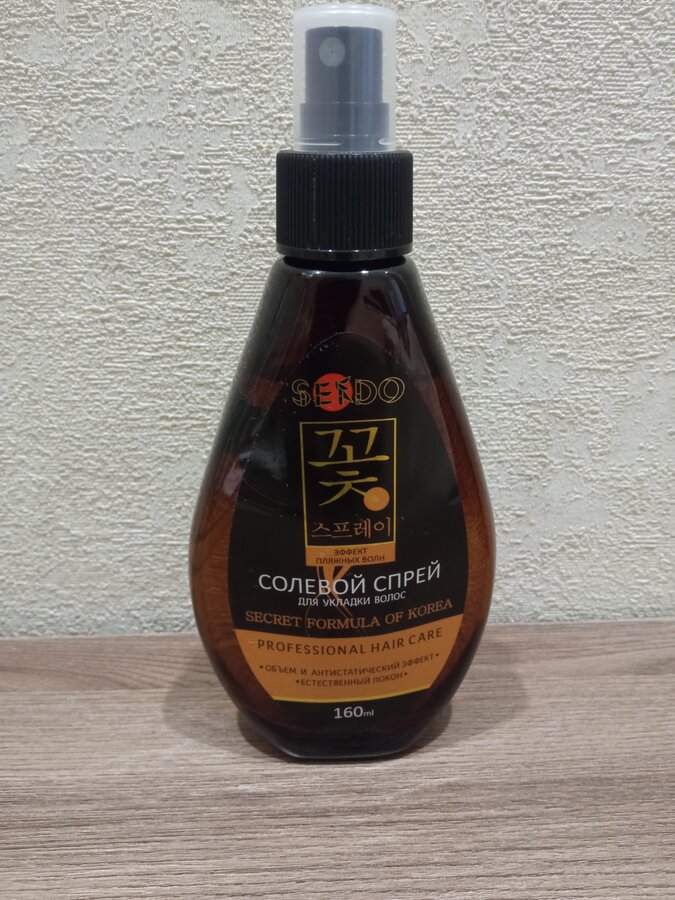 SENDO
꽃
스프레이
ЭФФЕКТ
ПЛЯЖНЫХ ВОЛН
СОЛЕВОЙ СПРЕЙ
ДЛЯ УКЛАДКИ ВОЛОС
SECRET FORMULA OF KOREA
PROFESSIONAL HAIR CARE
•ОБЪЕМ И АНТИСТАТИЧЕСКИЙ ЭФФЕКТ•
•ЕСТЕСТВЕННЫЙ ЛОКОН•
160ml